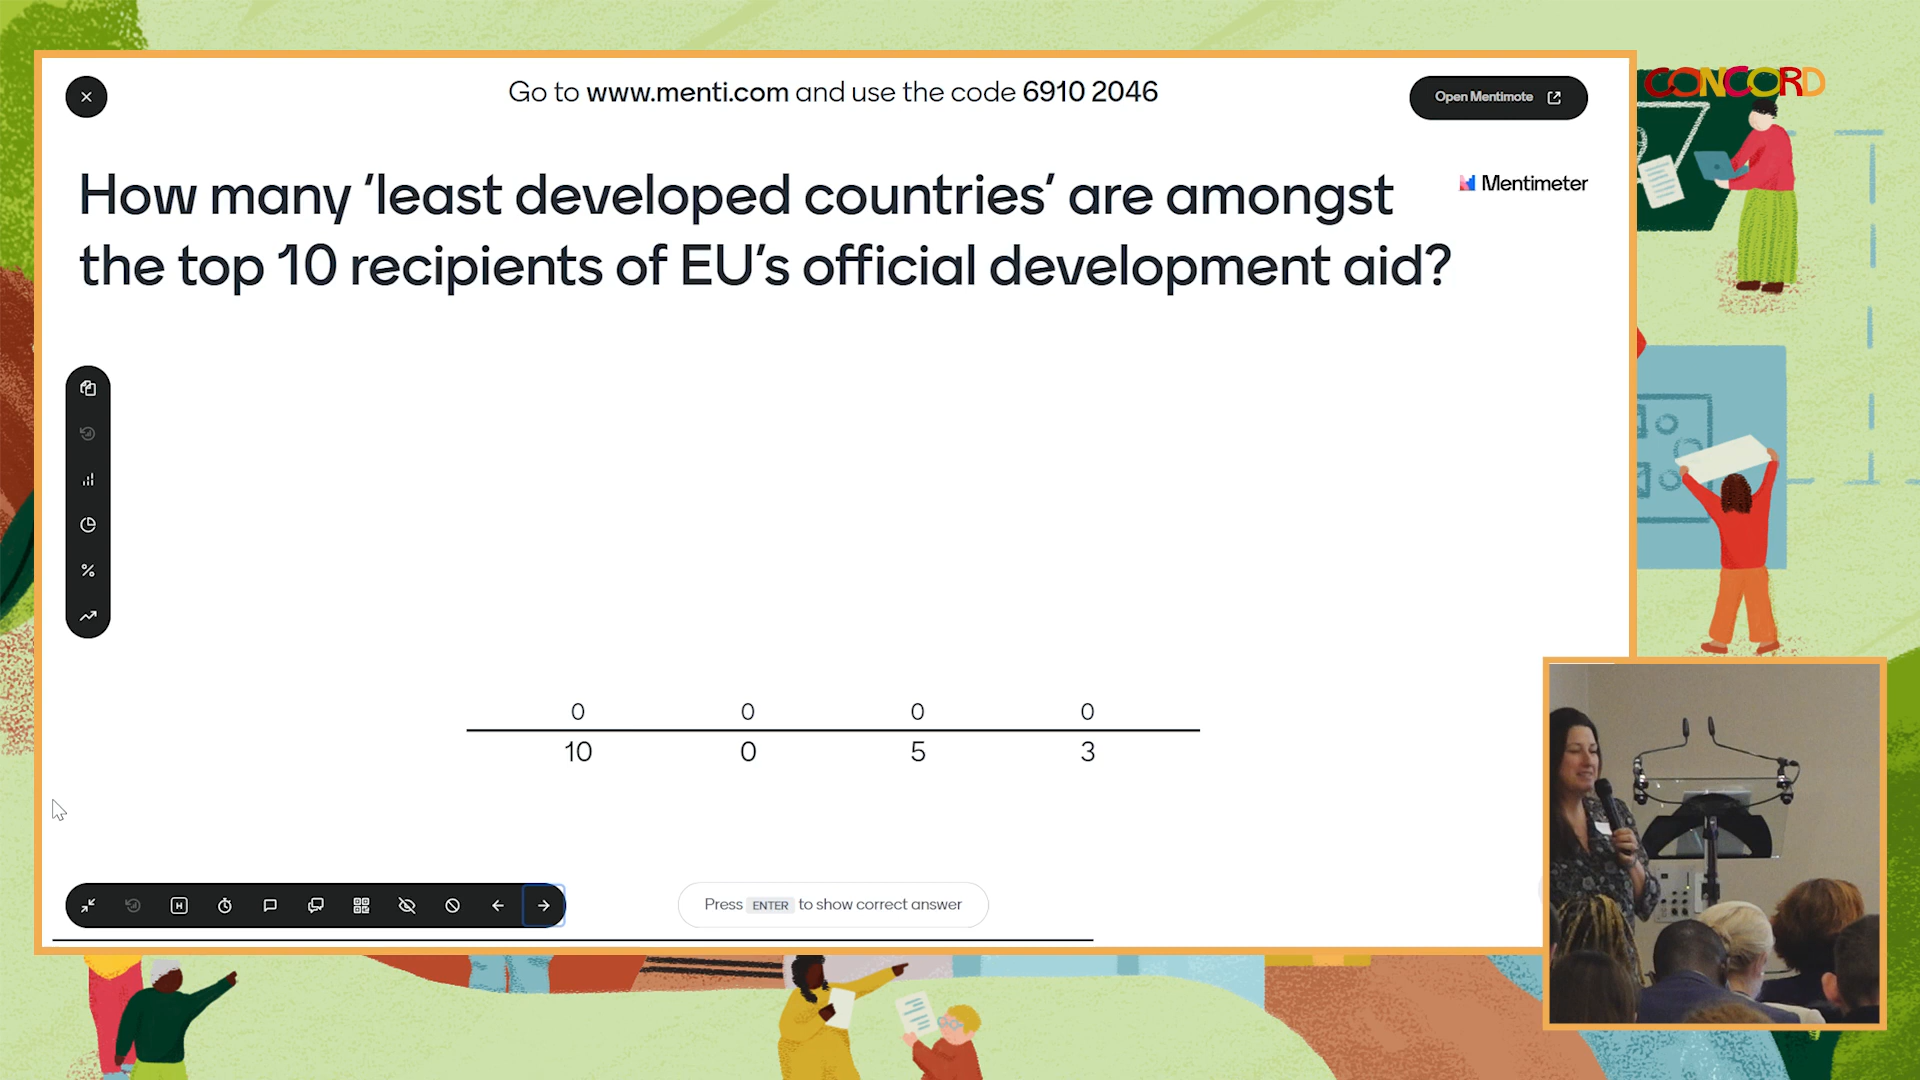 Go to www.menti.com and use the code 6910 2046
Open Mentimote
CONCORD
How many ‘least developed countries’ are amongst
the top 10 recipients of EU’s official development aid?
Mentimeter
0 0 0 0
10 0 5 3
H
Press ENTER to show correct answer